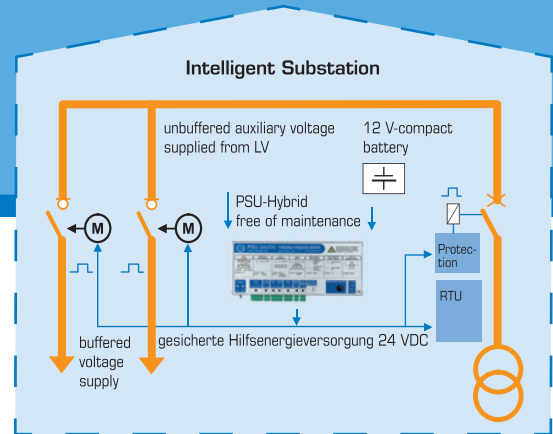 Intelligent Substation
unbuffered auxiliary voltage
supplied from LV
12 V-compact
battery
PSU-Hybrid
free of maintenance
M
M
Protec-
tion
RTU
buffered
voltage
supply
gesicherte Hilfsenergieversorgung 24 VDC